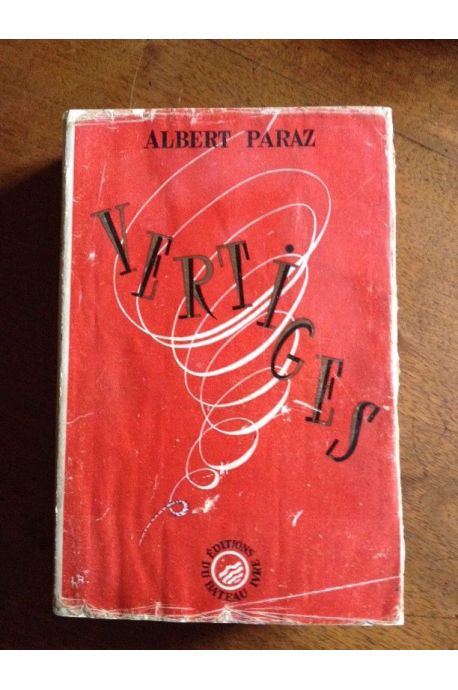 ALBERT PARAZ
VERTIGES
ÉDITIONS
DU BATEAU IVRE